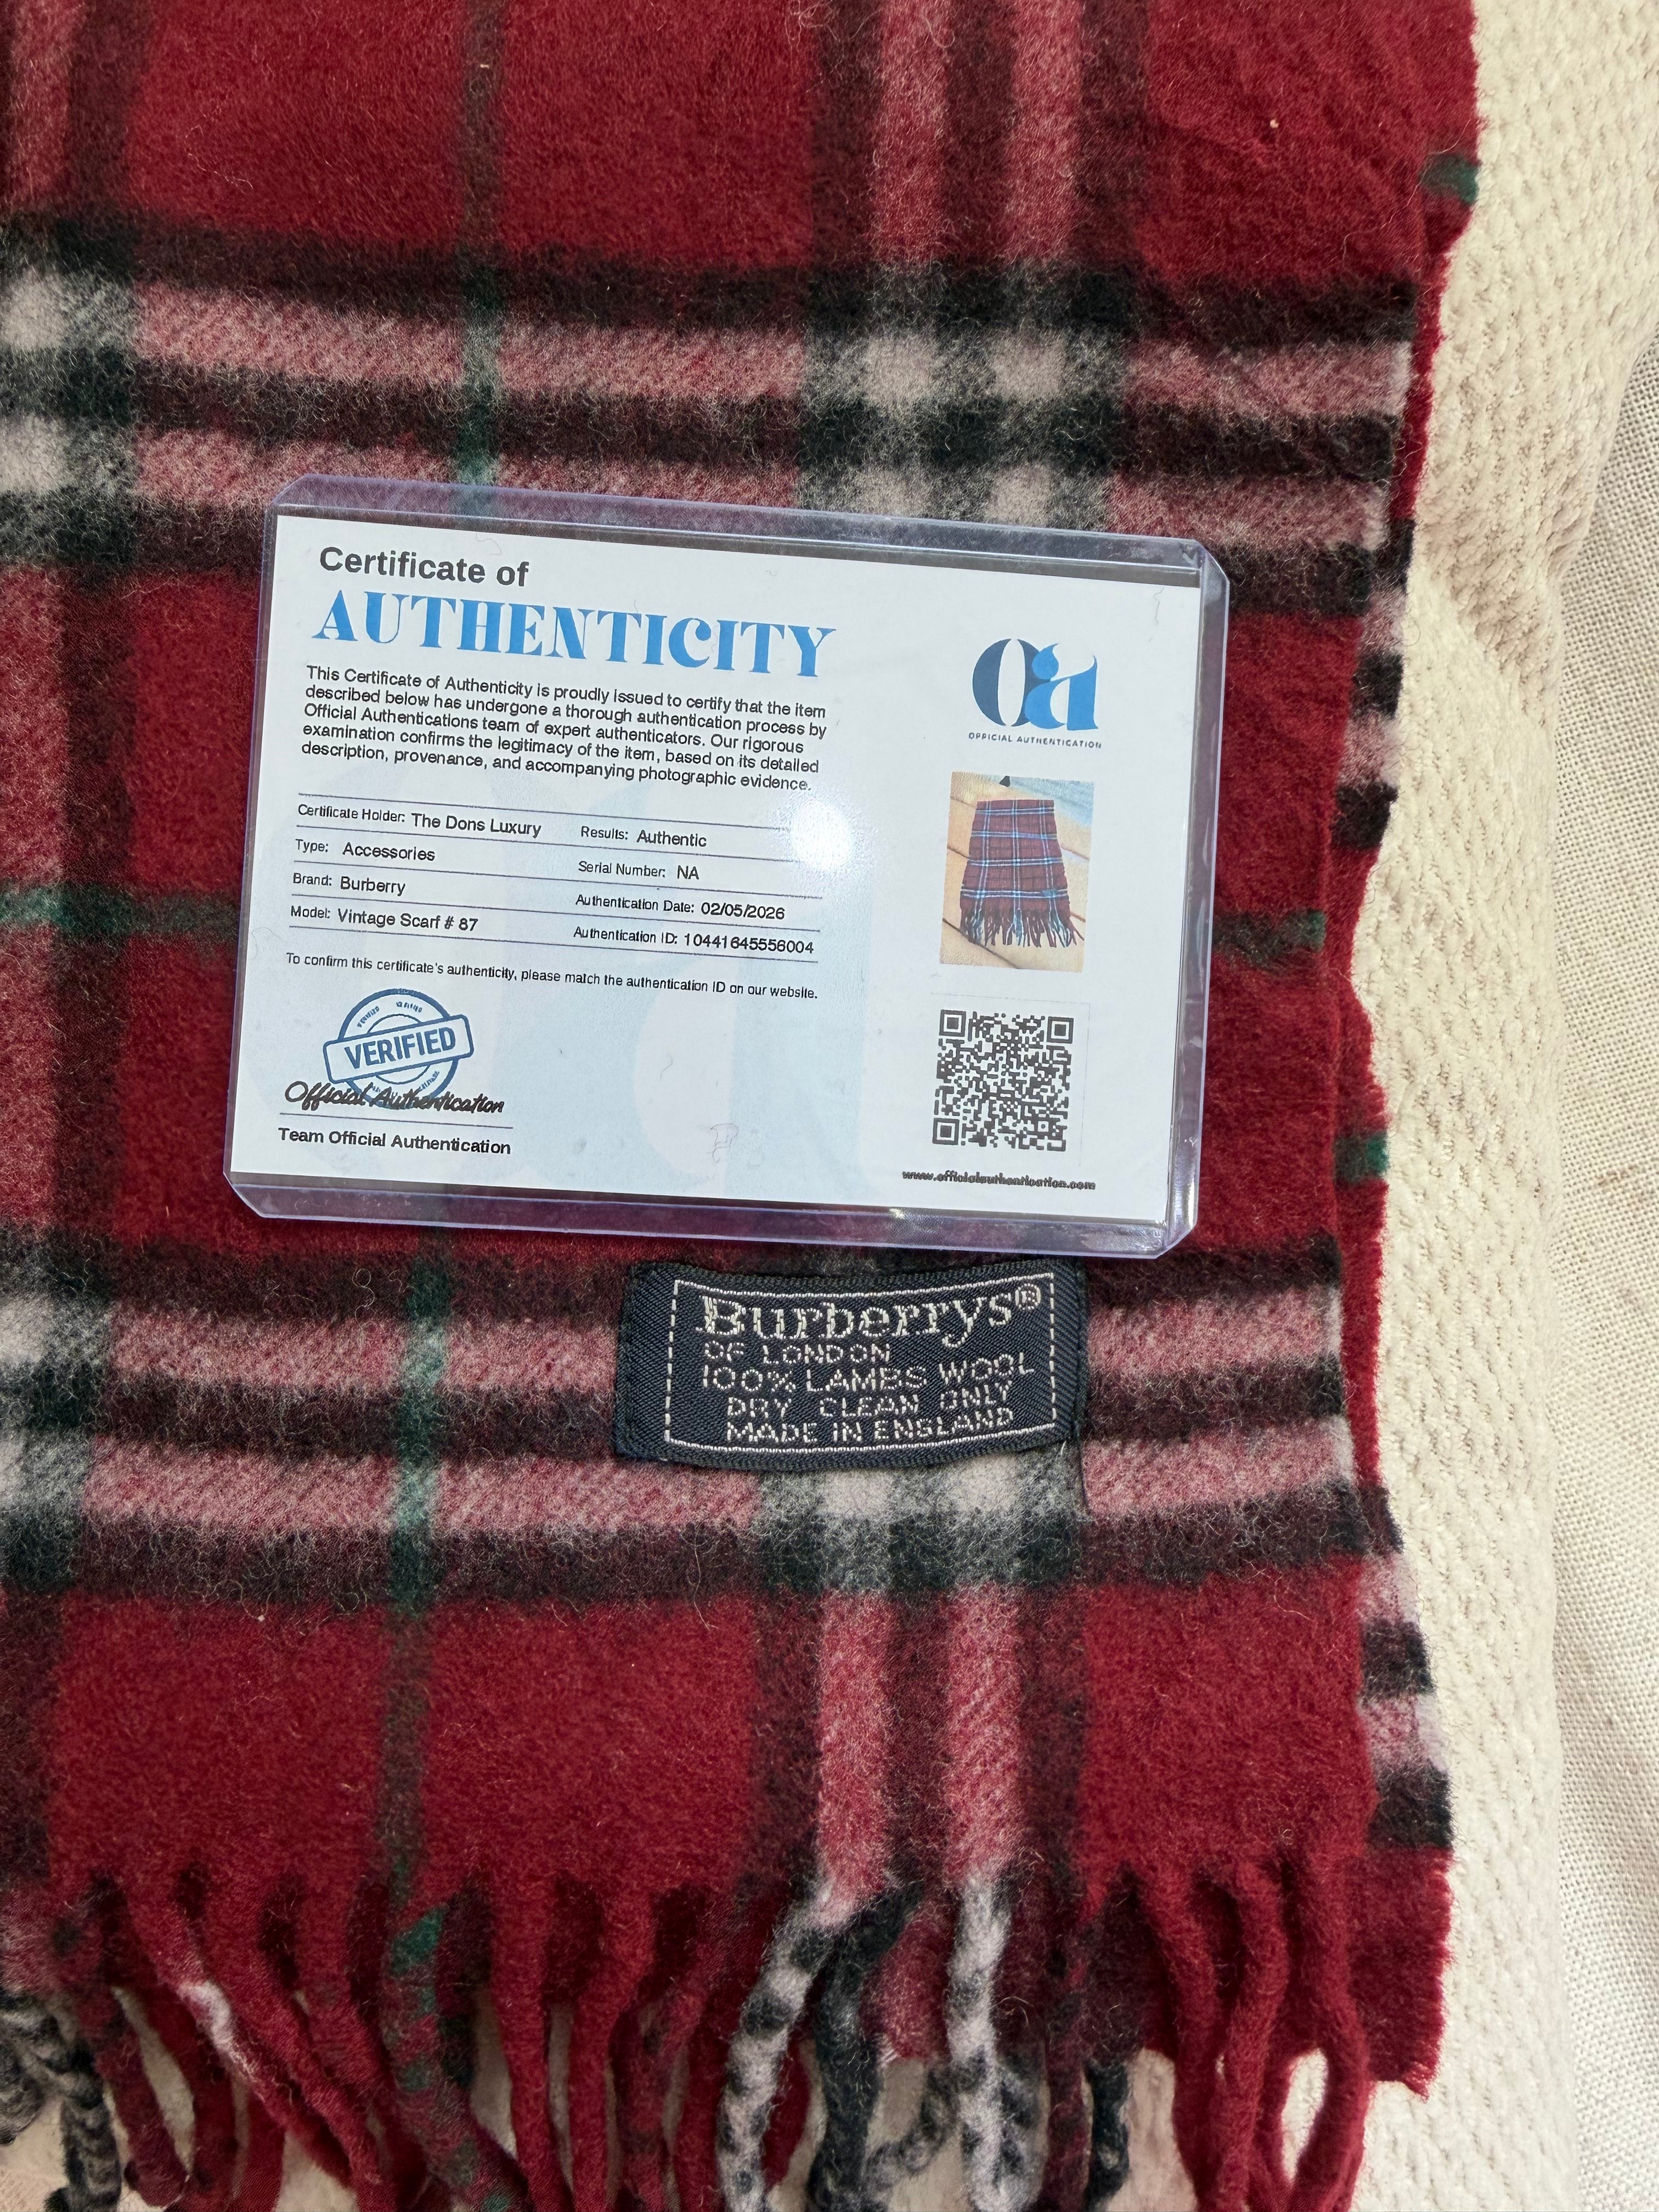 Certificate of
AUTHENTICITY
This Certificate of Authenticity is proudly issued to certify that the item
described below has undergone a thorough authentication process by
Official Authentications team of expert authenticators. Our rigorous
examination confirms the legitimacy of the item, based on its detailed
description, provenance, and accompanying photographic evidence.
Certificate Holder: The Dons Luxury
Results: Authentic
Type: Accessories
Serial Number: NA
Brand: Burberry
Authentication Date: 02/05/2026
Model: Vintage Scarf # 87
Authentication ID: 10441645556004
To confirm this certificate's authenticity, please match the authentication ID on our website.
VERIFIED
Official Authentication
Team Official Authentication
Oa
OFFICIAL AUTHENTICATION
www.officialauthentication.com
Burberrys®
OF LONDON
100% LAMBS WOOL
DRY CLEAN ONLY
MADE IN ENGLAND